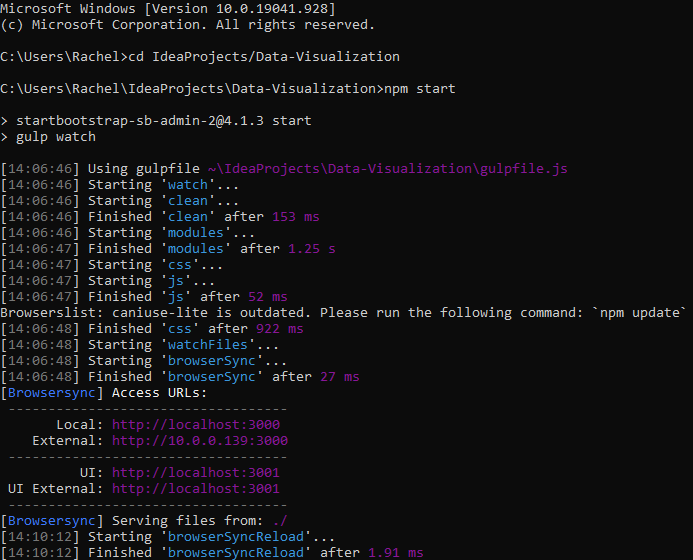 Microsoft Windows [Version 10.0.19041.928]
(c) Microsoft Corporation. All rights reserved.
C:\Users\Rachel>cd IdeaProjects/Data-Visualization
C:\Users\Rachel\IdeaProjects\Data-Visualization>npm start
> startbootstrap-sb-admin-2@4.1.3 start
> gulp watch
[14:06:46] Using gulpfile ~\IdeaProjects\Data-Visualization\gulpfile.js
[14:06:46] Starting 'watch'...
[14:06:46] Starting 'clean'...
[14:06:46] Finished 'clean' after 153 ms
[14:06:46] Starting 'modules'...
[14:06:47] Finished 'modules' after 1.25 s
[14:06:47] Starting 'css'...
[14:06:47] Starting 'js'...
[14:06:47] Finished 'js' after 52 ms
Browserslist: caniuse-lite is outdated. Please run the following command: `npm update`
[14:06:48] Finished 'css' after 922 ms
[14:06:48] Starting 'watchFiles'...
[14:06:48] Starting 'browserSync'...
[14:06:48] Finished 'browserSync' after 27 ms
[Browsersync] Access URLs:
-----------------------------------
Local: http://localhost:3000
External: http://10.0.0.139:3000
-----------------------------------
UI: http://localhost:3001
UI External: http://localhost:3001
-----------------------------------
[Browsersync] Serving files from: ./
[14:10:12] Starting 'browserSyncReload'...
[14:10:12] Finished 'browserSyncReload' after 1.91 ms